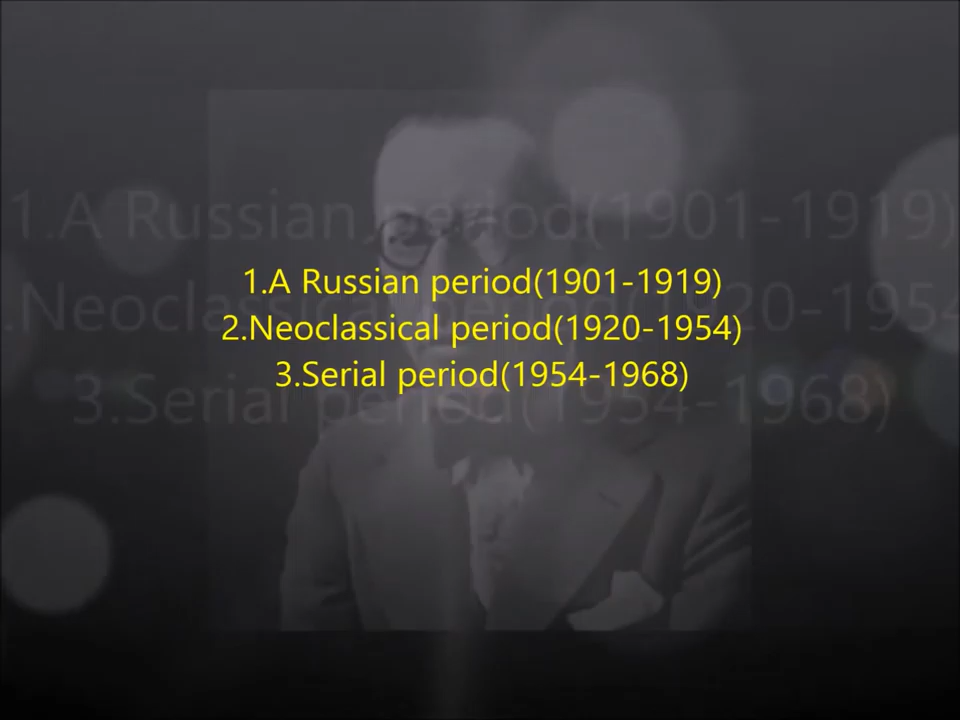 1.A Russian period(1901-1919)
2.Neoclassical period(1920-1954)
3.Serial period(1954-1968)